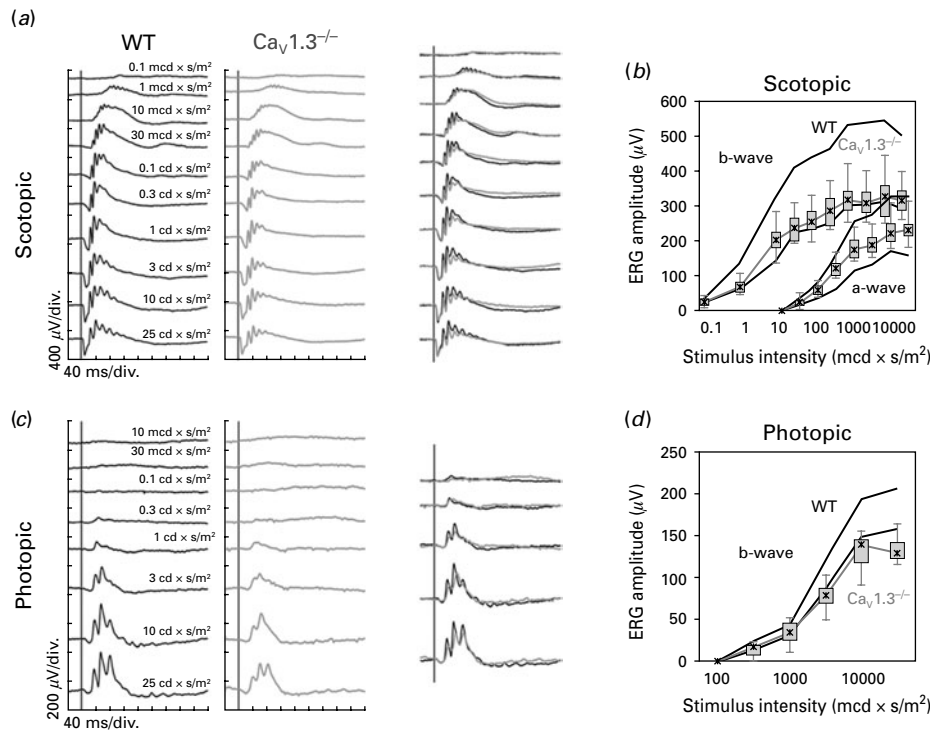 (a)
WT
Ca_V1.3^−/−
Scotopic
0.1 mcd × s/m²
1 mcd × s/m²
10 mcd × s/m²
30 mcd × s/m²
0.1 cd × s/m²
0.3 cd × s/m²
1 cd × s/m²
3 cd × s/m²
10 cd × s/m²
25 cd × s/m²
400 μV/div.
40 ms/div.
(b)
Scotopic
ERG amplitude (μV)
600
500
400
300
200
100
0
WT
b-wave
Ca_V1.3^−/−
a-wave
0.1 1 10 100 1000 10000
Stimulus intensity (mcd × s/m²)
(c)
Photopic
10 mcd × s/m²
30 mcd × s/m²
0.1 cd × s/m²
0.3 cd × s/m²
1 cd × s/m²
3 cd × s/m²
10 cd × s/m²
25 cd × s/m²
200 μV/div.
40 ms/div.
(d)
Photopic
ERG amplitude (μV)
250
200
150
100
50
0
WT
b-wave
Ca_V1.3^−/−
100 1000 10000
Stimulus intensity (mcd × s/m²)